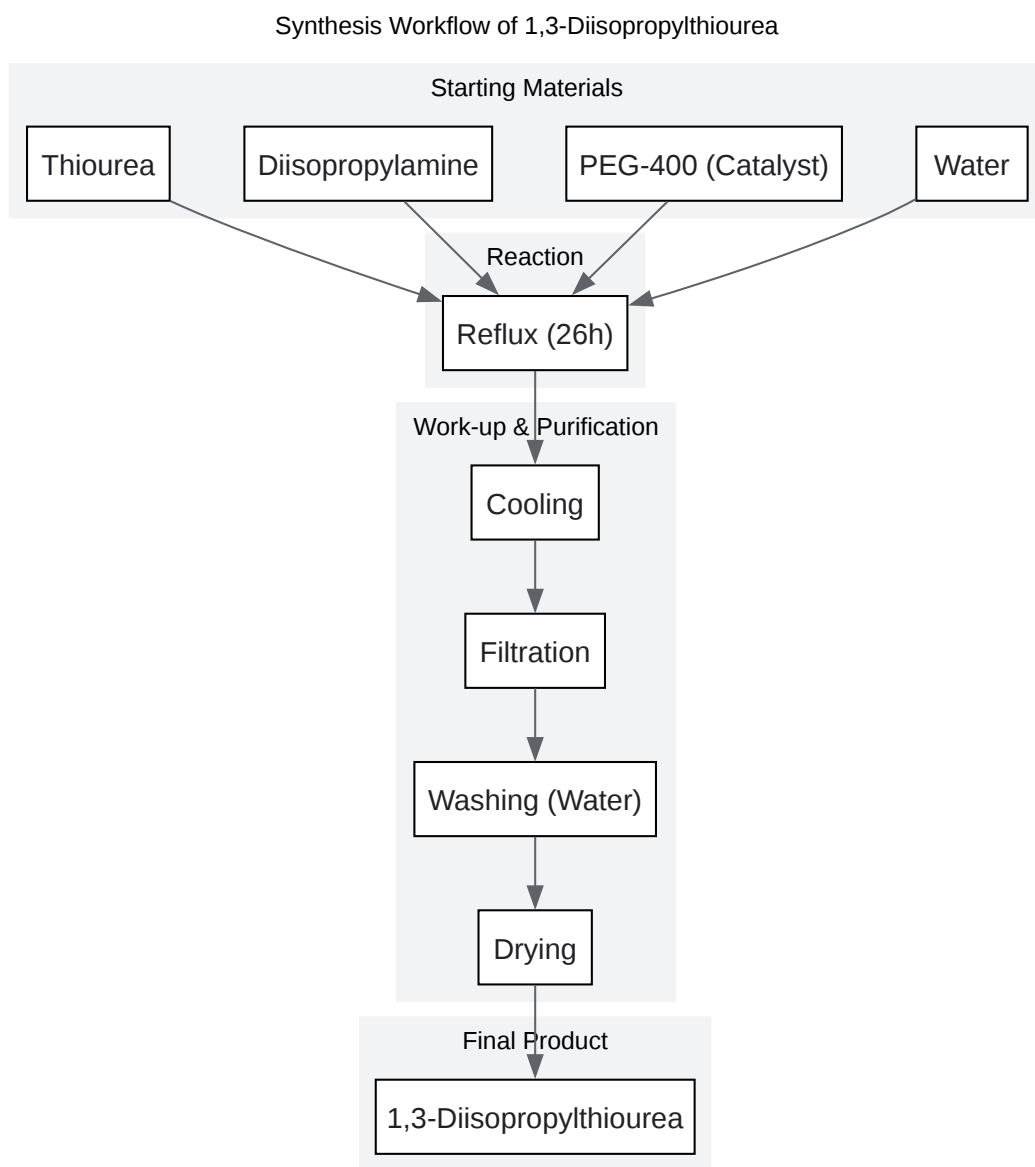 Synthesis Workflow of 1,3-Diisopropylthiourea
Starting Materials
Thiourea
Diisopropylamine
PEG-400 (Catalyst)
Water
Reaction
Reflux (26h)
Work-up & Purification
Cooling
Filtration
Washing (Water)
Drying
Final Product
1,3-Diisopropylthiourea